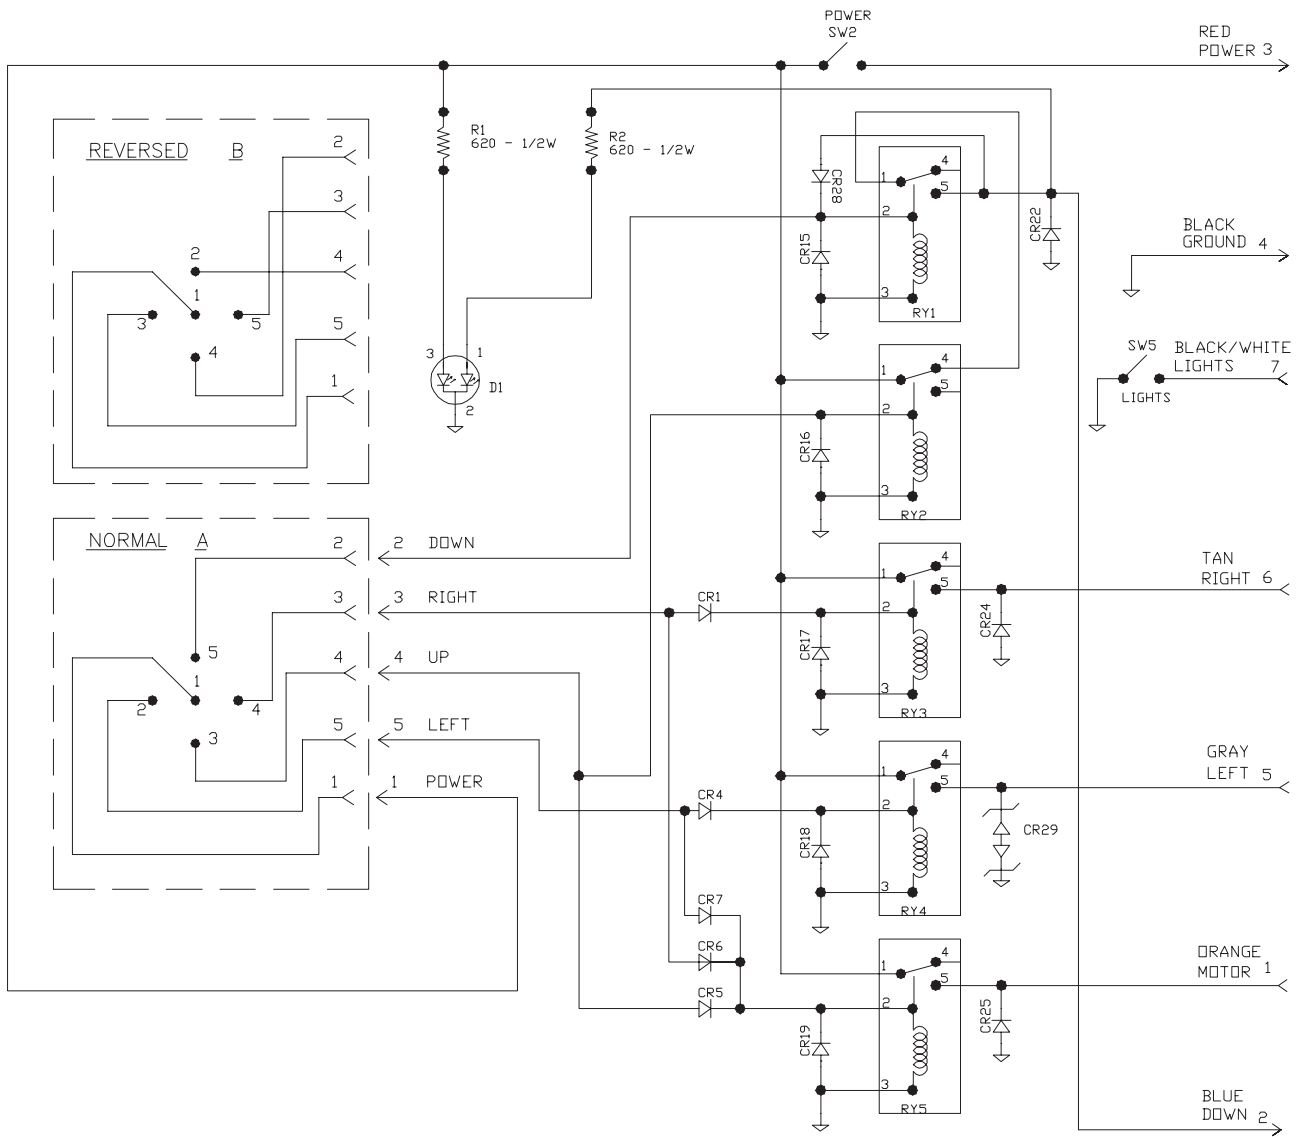 POWER
SW2
RED
POWER 3
REVERSED B
2
3
4
5
1
2
1
3
5
4
R1
620 - 1/2W
R2
620 - 1/2W
3
1
D1
2
CR28
CR15
1
4
5
2
3
RY1
CR22
BLACK
GROUND 4
SW5
LIGHTS
BLACK/WHITE
LIGHTS 7
CR16
1
4
5
2
3
RY2
NORMAL A
2
3
4
5
1
5
1
2
4
3
2 DOWN
3 RIGHT
4 UP
5 LEFT
1 POWER
CR1
CR17
1
4
5
2
3
RY3
CR24
TAN
RIGHT 6
CR4
CR18
1
4
5
2
3
RY4
CR29
GRAY
LEFT 5
CR7
CR6
CR5
CR19
1
4
5
2
3
RY5
CR25
ORANGE
MOTOR 1
BLUE
DOWN 2